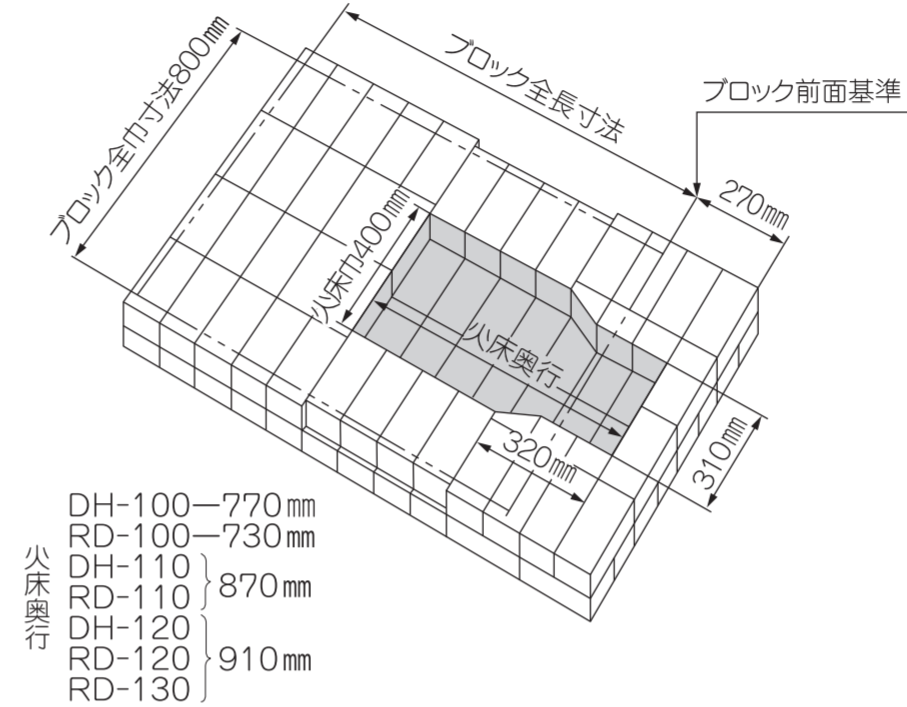 ブロック全巾寸法800㎜
ブロック全長寸法
ブロック前面基準
270㎜
火床巾400㎜
火床奥行
320㎜
310㎜
火床奥行
DH-100—770㎜
RD-100—730㎜
DH-110
RD-110
870㎜
DH-120
RD-120
RD-130
910㎜